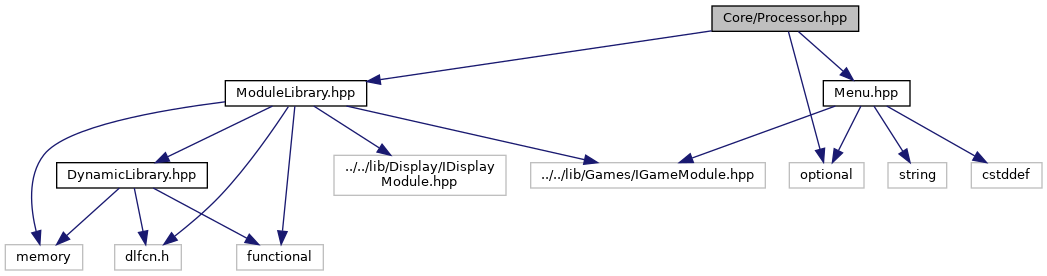 Core/Processor.hpp
ModuleLibrary.hpp
Menu.hpp
DynamicLibrary.hpp
../../lib/Display/IDisplay
Module.hpp
../../lib/Games/IGameModule.hpp
optional
string
cstddef
memory
dlfcn.h
functional